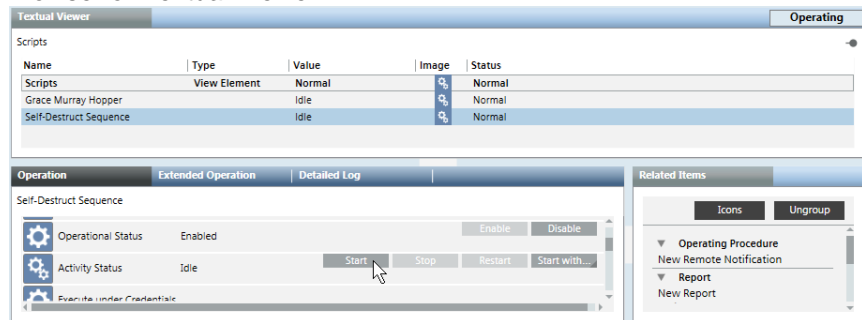 Textual Viewer Operating
Scripts
Name Type Value Image Status
Scripts View Element Normal Normal
Grace Murray Hopper Idle Normal
Self-Destruct Sequence Idle Normal
Operation Extended Operation Detailed Log Related Items
Self-Destruct Sequence
Icons Ungroup
Operational Status Enabled Enable Disable
Operating Procedure
New Remote Notification
Activity Status Idle Start Stop Restart Start with...
Report
New Report
Execute under Credentials